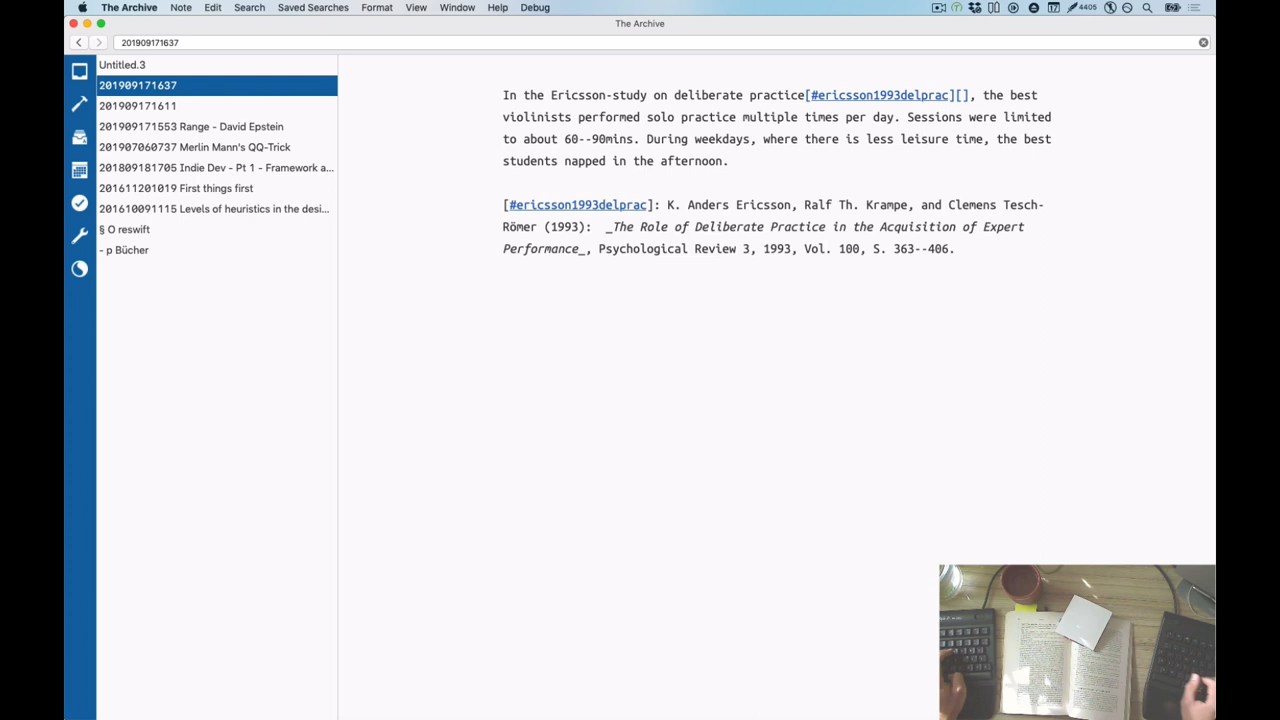 The Archive Note Edit Search Saved Searches Format View Window Help Debug 17 4405
The Archive
201909171637
Untitled.3
201909171637
201909171611
201909171553 Range - David Epstein
201907060737 Merlin Mann's QQ-Trick
201809181705 Indie Dev - Pt 1 - Framework a...
201611201019 First things first
201610091115 Levels of heuristics in the desi...
§ O reswift
- p Bücher
In the Ericsson-study on deliberate practice[#ericsson1993delprac][], the best
violinists performed solo practice multiple times per day. Sessions were limited
to about 60--90mins. During weekdays, where there is less leisure time, the best
students napped in the afternoon.
[#ericsson1993delprac]: K. Anders Ericsson, Ralf Th. Krampe, and Clemens Tesch-
Römer (1993): _The Role of Deliberate Practice in the Acquisition of Expert
Performance_, Psychological Review 3, 1993, Vol. 100, S. 363--406.